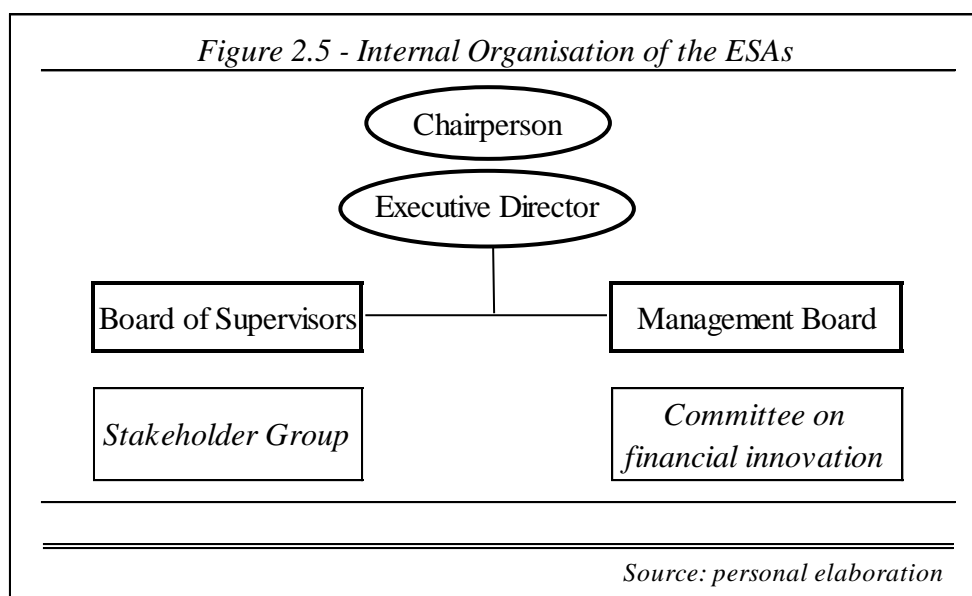 Figure 2.5 - Internal Organisation of the ESAs
Chairperson
Executive Director
Board of Supervisors
Management Board
Stakeholder Group
Committee on
financial innovation
Source: personal elaboration